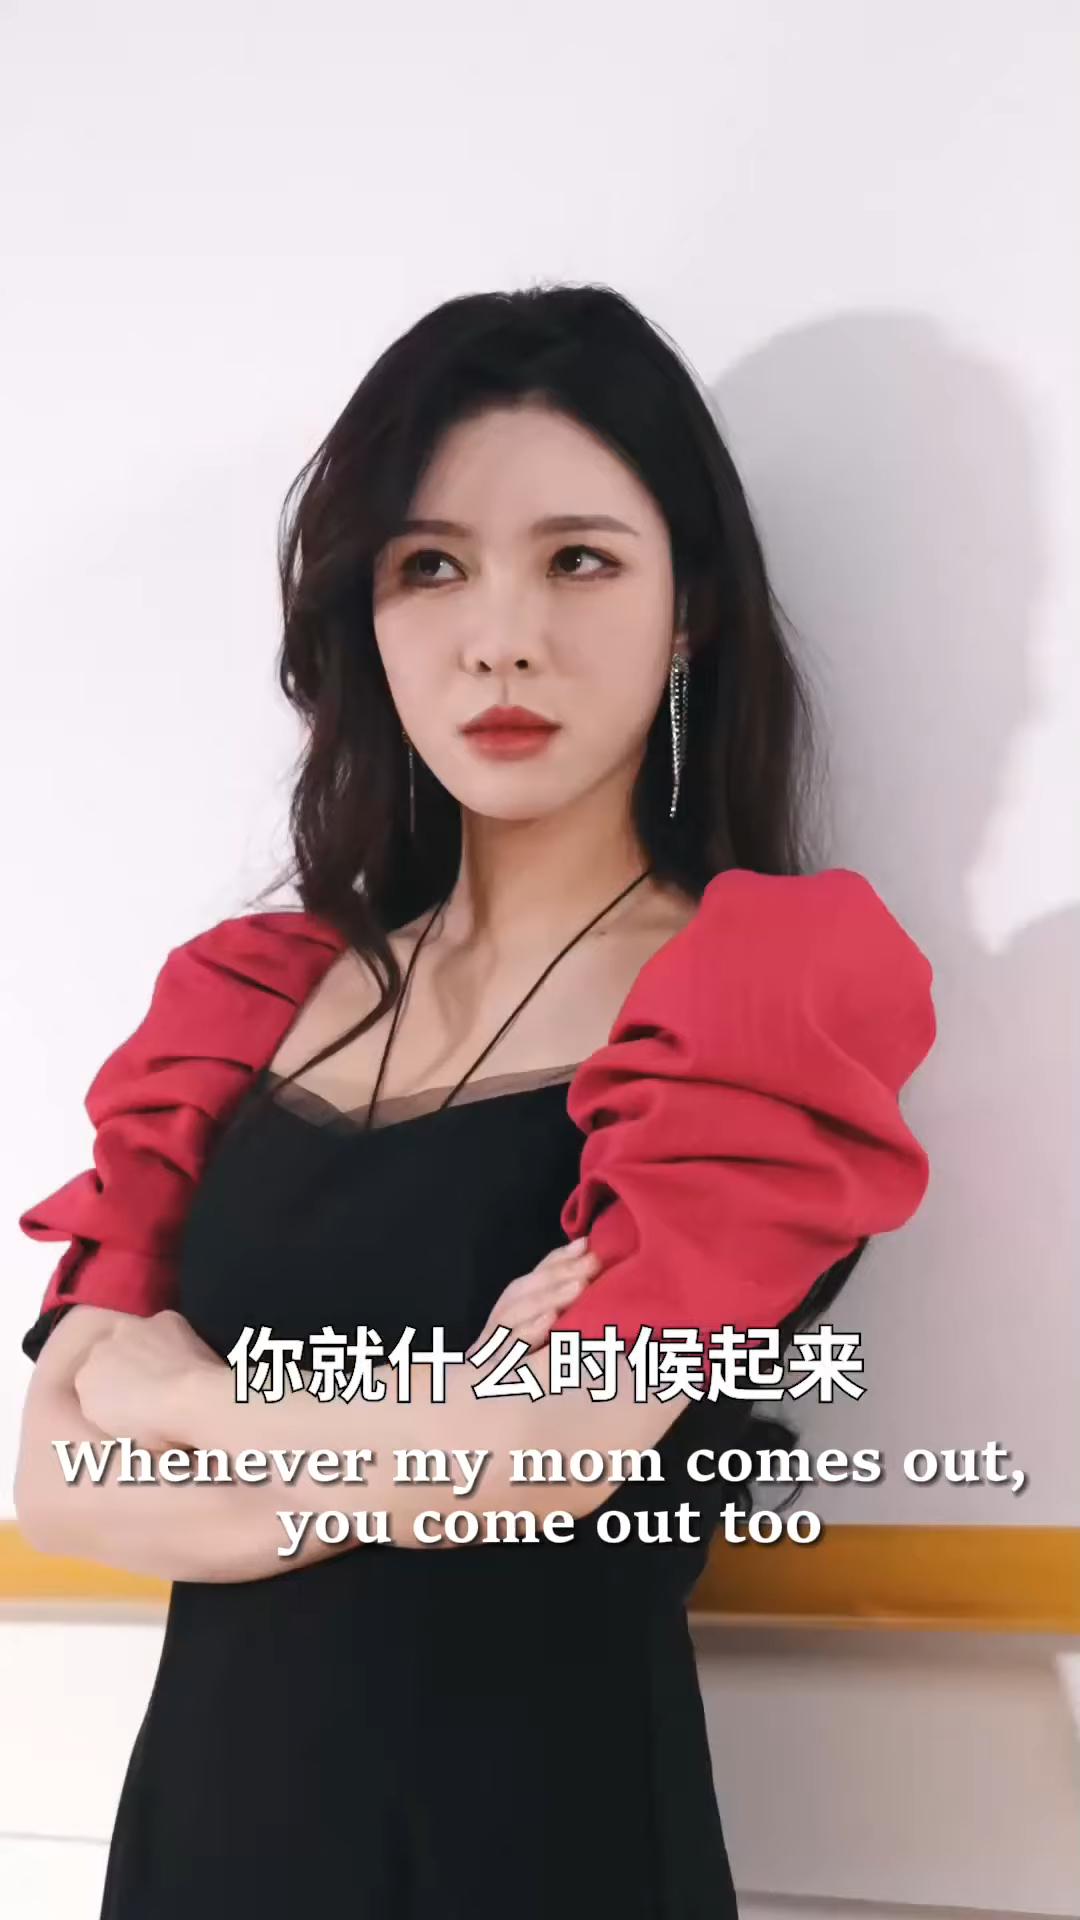 你就什么时候起来
Whenever my mom comes out,
you come out too